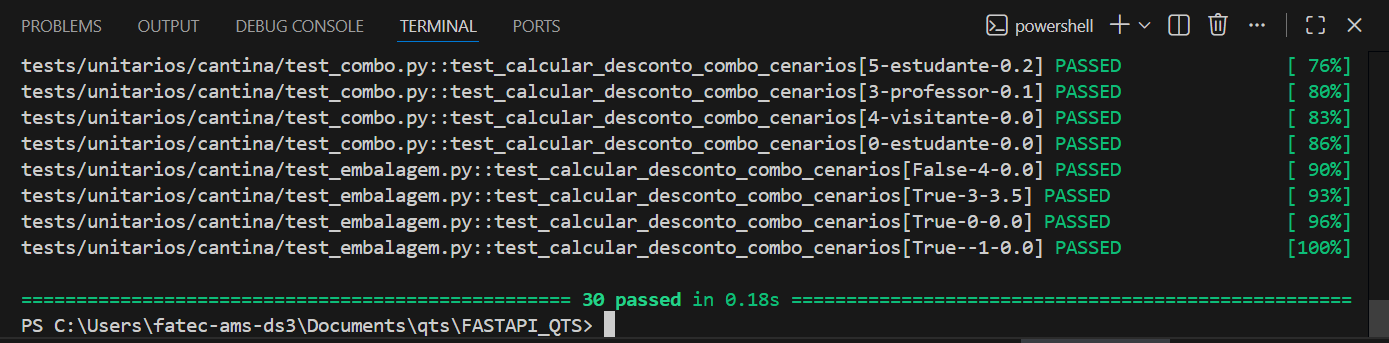 PROBLEMS OUTPUT DEBUG CONSOLE TERMINAL PORTS powershell
tests/unitarios/cantina/test_combo.py::test_calcular_desconto_combo_cenarios[5-estudante-0.2] PASSED [ 76%]
tests/unitarios/cantina/test_combo.py::test_calcular_desconto_combo_cenarios[3-professor-0.1] PASSED [ 80%]
tests/unitarios/cantina/test_combo.py::test_calcular_desconto_combo_cenarios[4-visitante-0.0] PASSED [ 83%]
tests/unitarios/cantina/test_combo.py::test_calcular_desconto_combo_cenarios[0-estudante-0.0] PASSED [ 86%]
tests/unitarios/cantina/test_embalagem.py::test_calcular_desconto_combo_cenarios[False-4-0.0] PASSED [ 90%]
tests/unitarios/cantina/test_embalagem.py::test_calcular_desconto_combo_cenarios[True-3-3.5] PASSED [ 93%]
tests/unitarios/cantina/test_embalagem.py::test_calcular_desconto_combo_cenarios[True-0-0.0] PASSED [ 96%]
tests/unitarios/cantina/test_embalagem.py::test_calcular_desconto_combo_cenarios[True--1-0.0] PASSED [100%]
================================================== 30 passed in 0.18s ===================================================
PS C:\Users\fatec-ams-ds3\Documents\qts\FASTAPI_QTS>